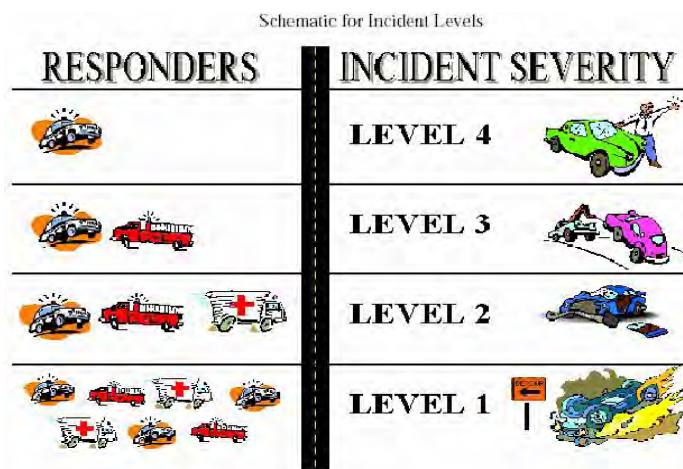 Schematic for Incident Levels
RESPONDERS
INCIDENT SEVERITY
LEVEL 4
LEVEL 3
LEVEL 2
LEVEL 1